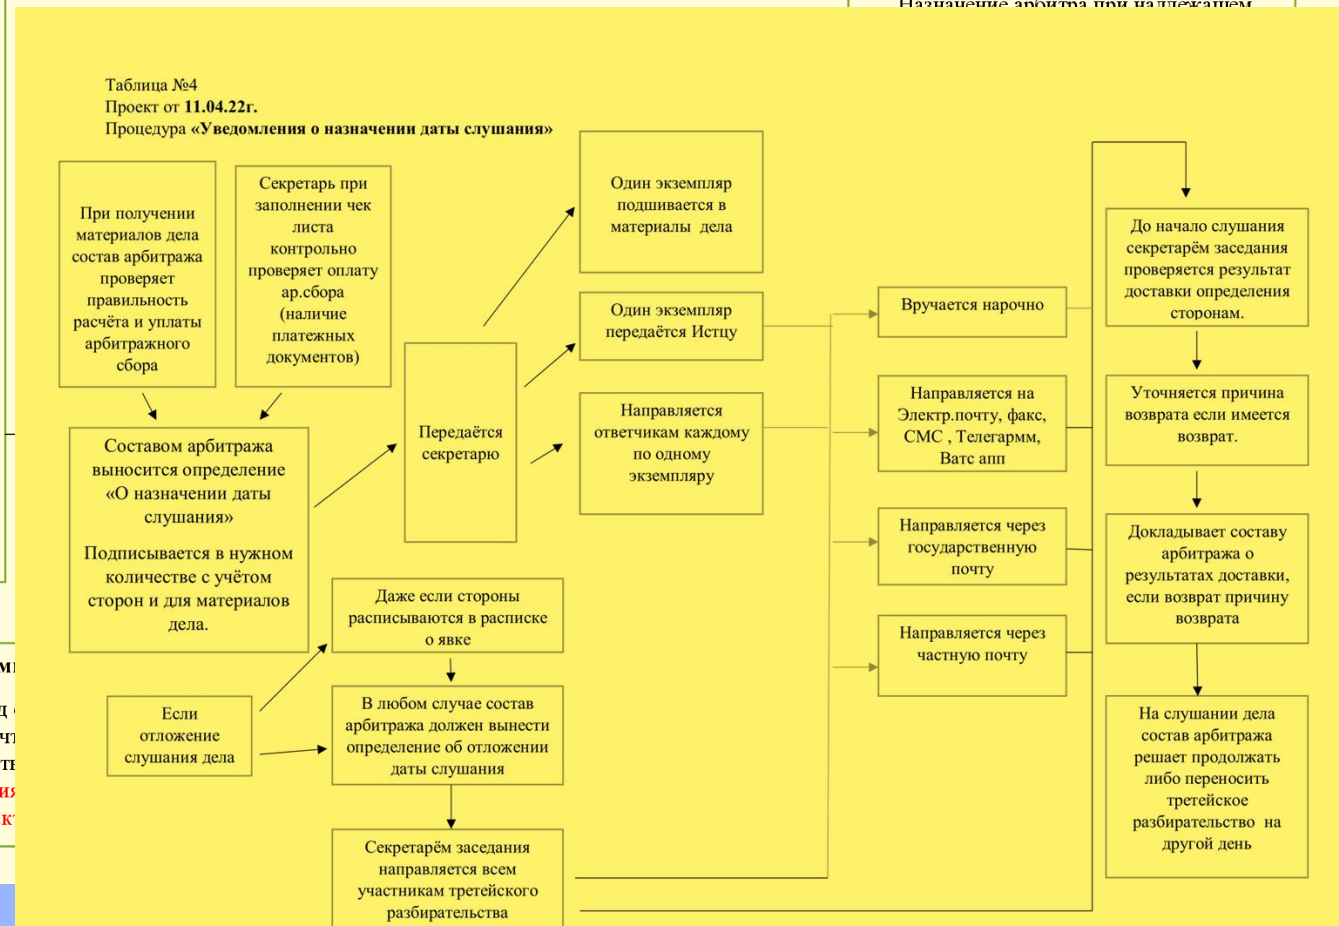 Назначение арбитра при надлежащем
Таблица №4
Проект от 11.04.22г.
Процедура «Уведомления о назначении даты слушания»
При получении
материалов дела
состав арбитража
проверяет
правильность
расчёта и уплаты
арбитражного
сбора
Секретарь при
заполнении чек
листа
контрольно
проверяет оплату
ар.сбора
(наличие
платежных
документов)
Составом арбитража
выносится определение
«О назначении даты
слушания»
Подписывается в нужном
количестве с учётом
сторон и для материалов
дела.
Передаётся
секретарю
Один экземпляр
подшивается в
материалы дела
Один экземпляр
передаётся Истцу
Направляется
ответчикам каждому
по одному
экземпляру
Вручается нарочно
Направляется на
Электр.почту, факс,
СМС , Телегармм,
Ватс апп
Направляется через
государственную
почту
Направляется через
частную почту
До начало слушания
секретарём заседания
проверяется результат
доставки определения
сторонам.
Уточняется причина
возврата если имеется
возврат.
Докладывает составу
арбитража о
результатах доставки,
если возврат причину
возврата
На слушании дела
состав арбитража
решает продолжать
либо переносить
третейское
разбирательство на
другой день
Если
отложение
слушания дела
Даже если стороны
расписываются в расписке
о явке
В любом случае состав
арбитража должен вынести
определение об отложении
даты слушания
Секретарём заседания
направляется всем
участникам третейского
разбирательства